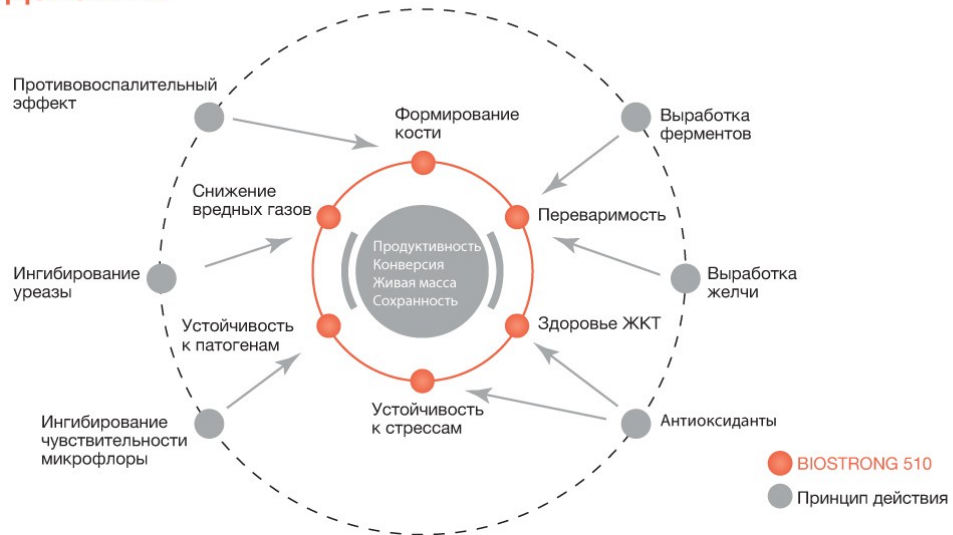 Противовоспалительный
эффект
Формирование
кости
Выработка
ферментов
Снижение
вредных газов
Переваримость
Продуктивность
Конверсия
Живая масса
Сохранность
Ингибирование
уреазы
Выработка
желчи
Устойчивость
к патогенам
Здоровье ЖКТ
Устойчивость
к стрессам
Ингибирование
чувствительности
микрофлоры
Антиоксиданты
BIOSTRONG 510
Принцип действия